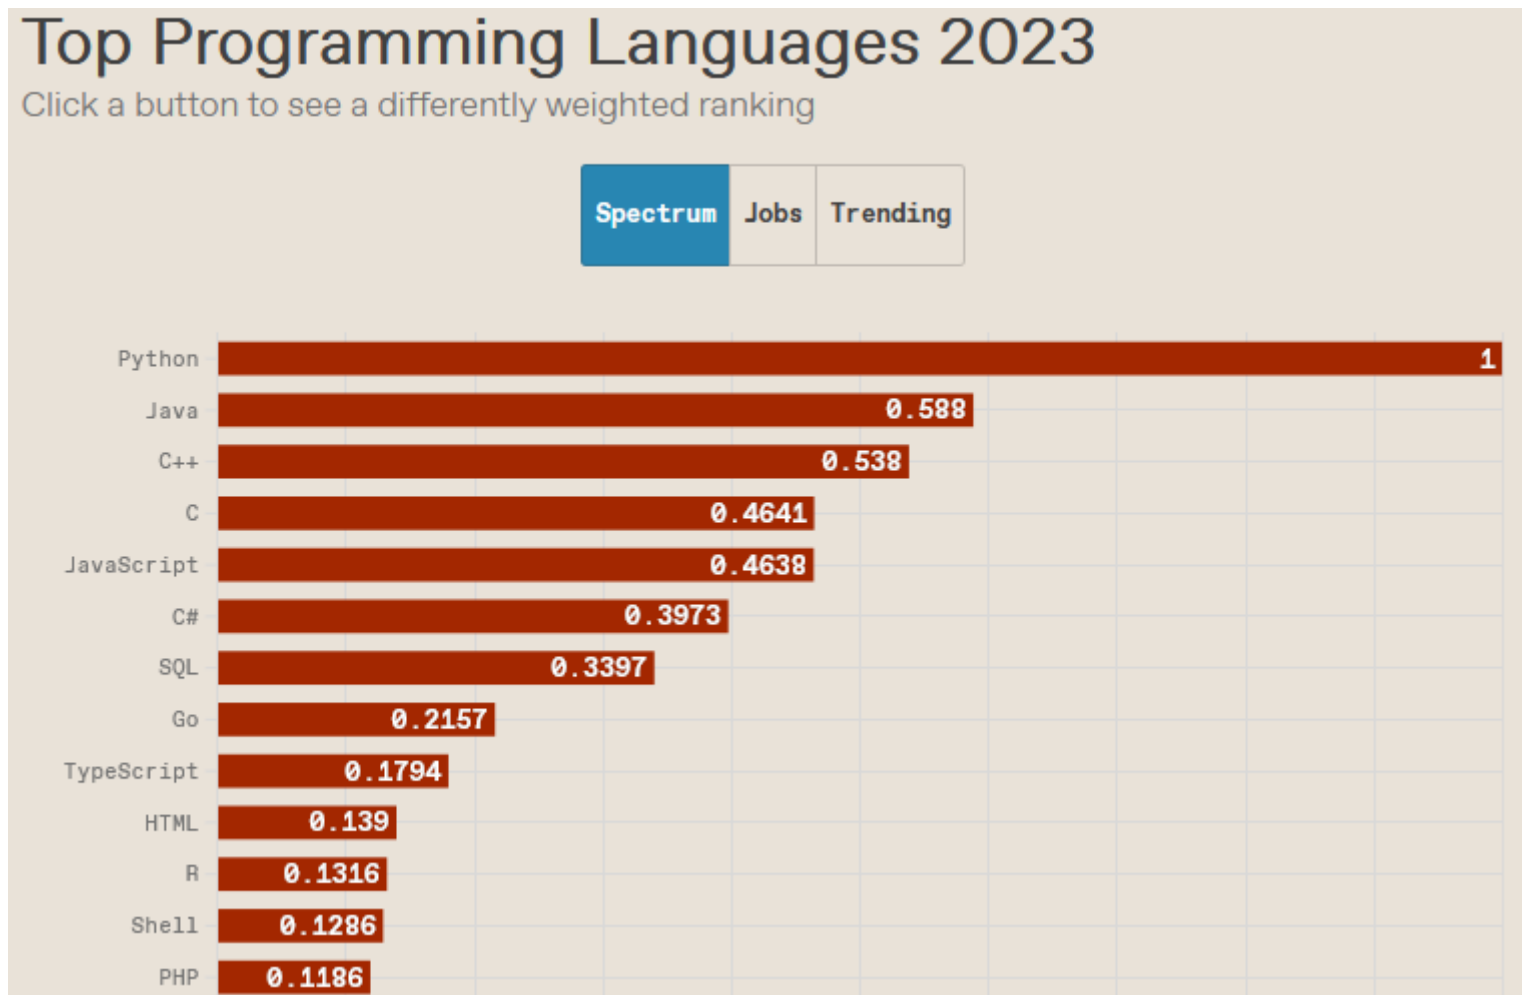 Top Programming Languages 2023
Click a button to see a differently weighted ranking
Spectrum Jobs Trending
Python 1
Java 0.588
C++ 0.538
C 0.4641
JavaScript 0.4638
C# 0.3973
SQL 0.3397
Go 0.2157
TypeScript 0.1794
HTML 0.139
R 0.1316
Shell 0.1286
PHP 0.1186